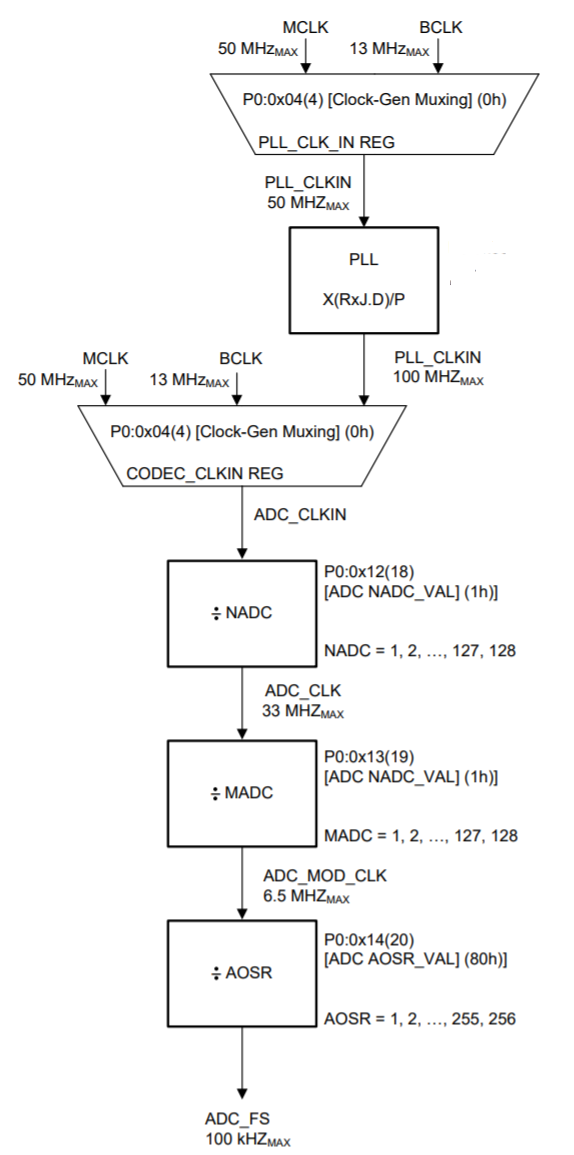 MCLK BCLK
50 MHzMAX 13 MHzMAX
P0:0x04(4) [Clock-Gen Muxing] (0h)
PLL_CLK_IN REG
PLL_CLKIN
50 MHZMAX
PLL
X(RxJ.D)/P
MCLK BCLK PLL_CLKIN
50 MHzMAX 13 MHzMAX 100 MHZMAX
P0:0x04(4) [Clock-Gen Muxing] (0h)
CODEC_CLKIN REG
ADC_CLKIN
P0:0x12(18)
[ADC NADC_VAL] (1h)]
÷ NADC
NADC = 1, 2, …, 127, 128
ADC_CLK
33 MHZMAX
P0:0x13(19)
[ADC NADC_VAL] (1h)]
÷ MADC
MADC = 1, 2, …, 127, 128
ADC_MOD_CLK
6.5 MHZMAX
P0:0x14(20)
[ADC AOSR_VAL] (80h)]
÷ AOSR
AOSR = 1, 2, …, 255, 256
ADC_FS
100 kHZMAX